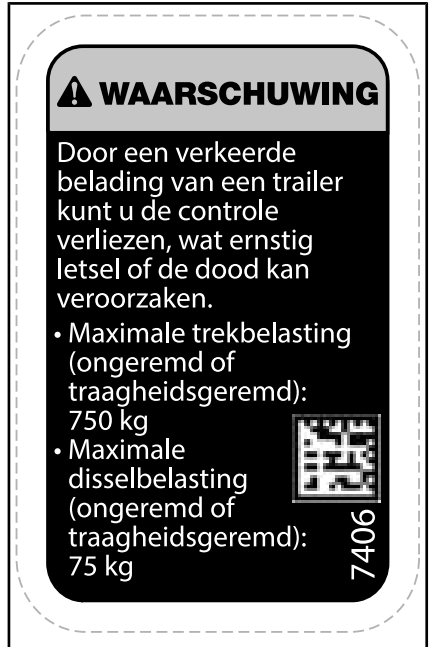 WAARSCHUWING
Door een verkeerde
belading van een trailer
kunt u de controle
verliezen, wat ernstig
letsel of de dood kan
veroorzaken.
• Maximale trekbelasting
(ongeremd of
traagheidsgeremd):
750 kg
• Maximale
disselbelasting
(ongeremd of
traagheidsgeremd):
75 kg
7406